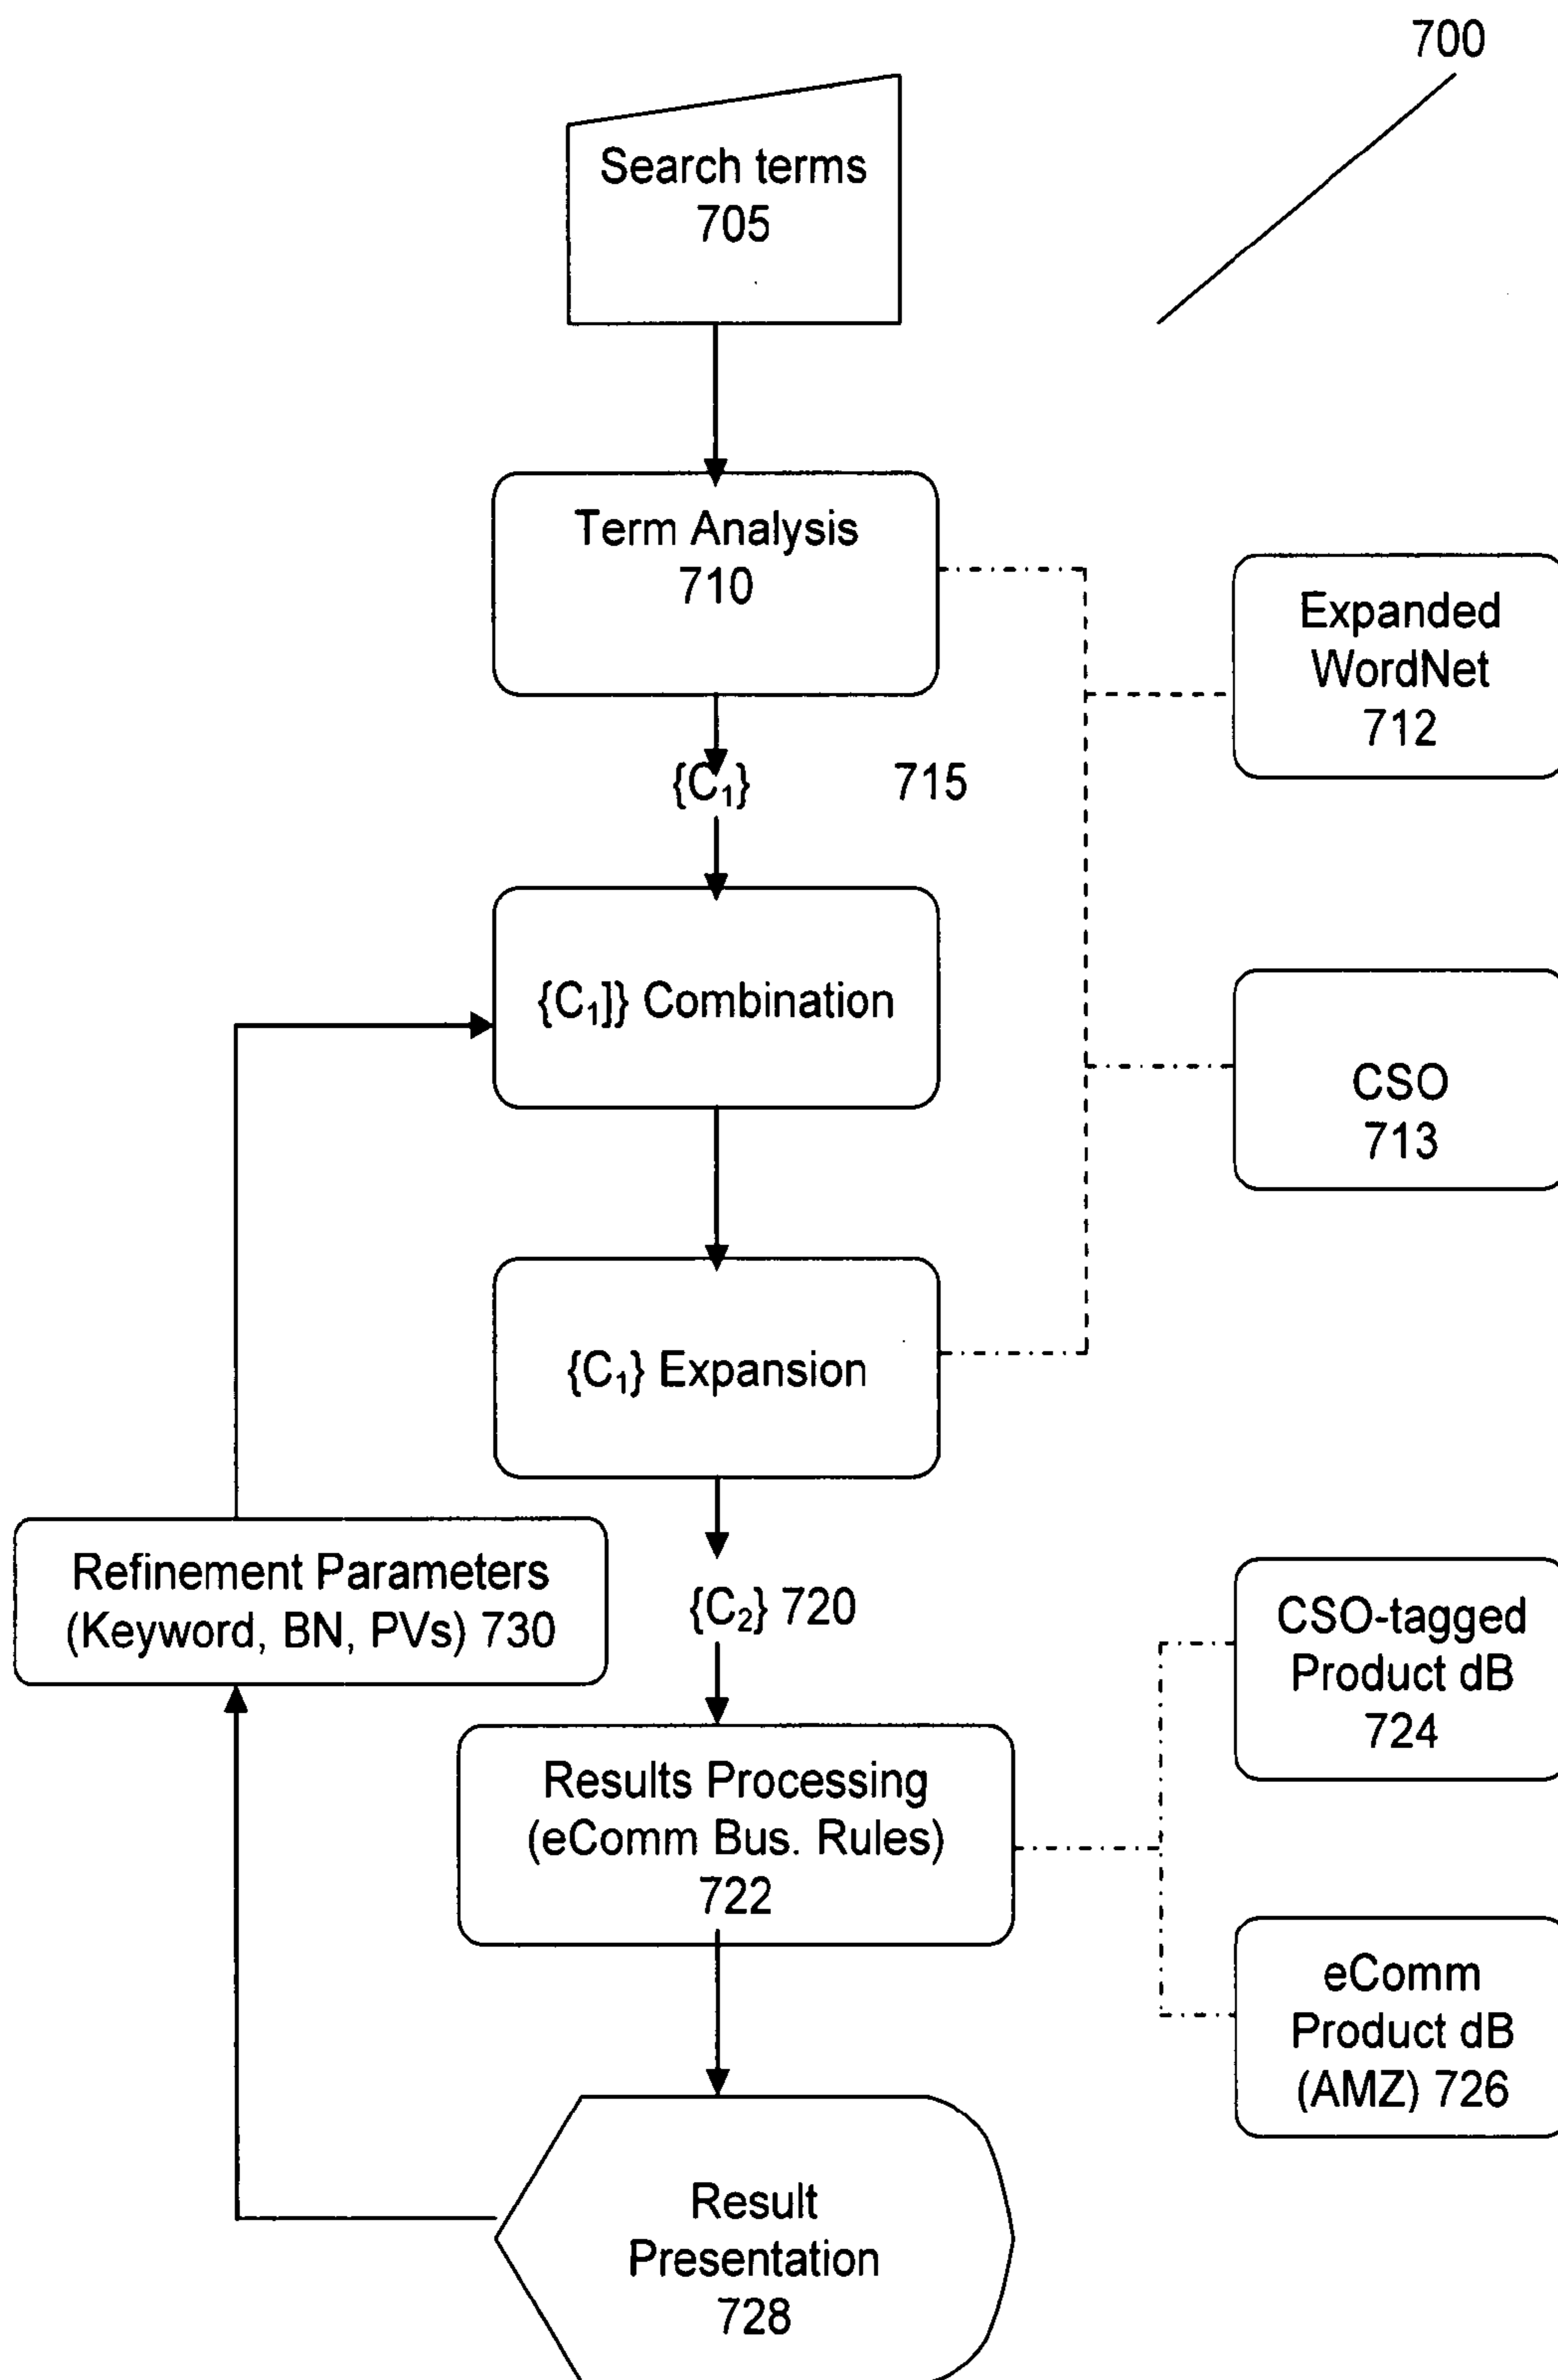 700
Search terms
705
Term Analysis
710
Expanded
WordNet
712
{C₁} 715
{C₁]} Combination
CSO
713
{C₁} Expansion
Refinement Parameters
(Keyword, BN, PVs) 730
{C₂} 720
CSO-tagged
Product dB
724
Results Processing
(eComm Bus. Rules)
722
eComm
Product dB
(AMZ) 726
Result
Presentation
728